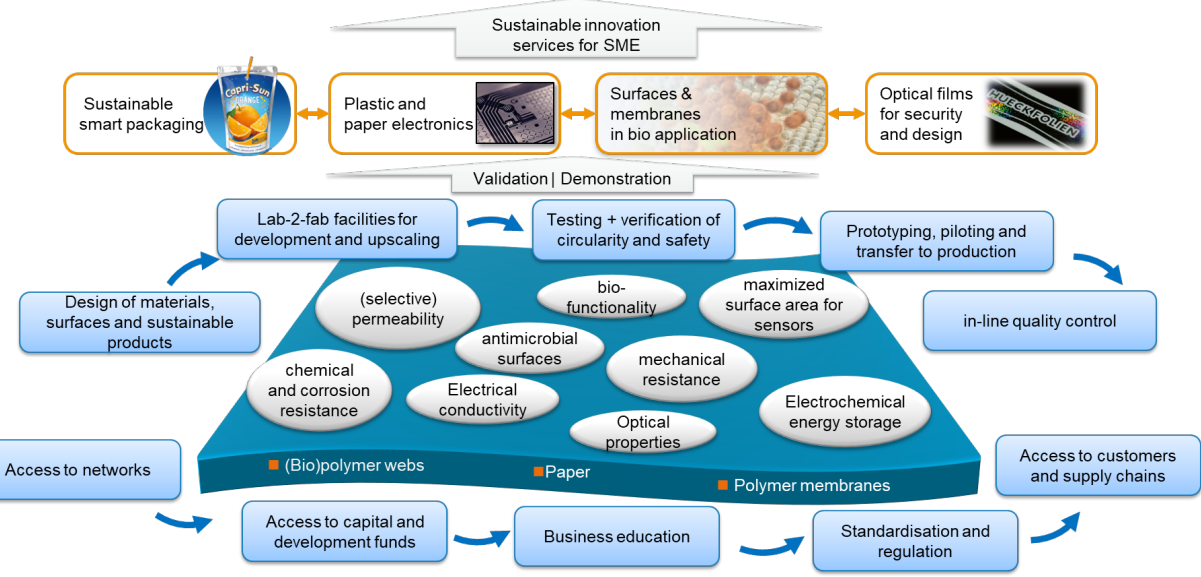 Sustainable innovation
services for SME
Sustainable
smart packaging
Capri-Sun
ORANGE
Plastic and
paper electronics
Surfaces &
membranes
in bio application
Optical films
for security
and design
HUECKFOLIEN
Validation | Demonstration
Lab-2-fab facilities for
development and upscaling
Testing + verification of
circularity and safety
Prototyping, piloting and
transfer to production
Design of materials,
surfaces and sustainable
products
in-line quality control
(selective)
permeability
bio-
functionality
maximized
surface area for
sensors
antimicrobial
surfaces
mechanical
resistance
chemical
and corrosion
resistance
Electrical
conductivity
Optical
properties
Electrochemical
energy storage
(Bio)polymer webs
Paper
Polymer membranes
Access to networks
Access to capital and
development funds
Business education
Standardisation and
regulation
Access to customers
and supply chains